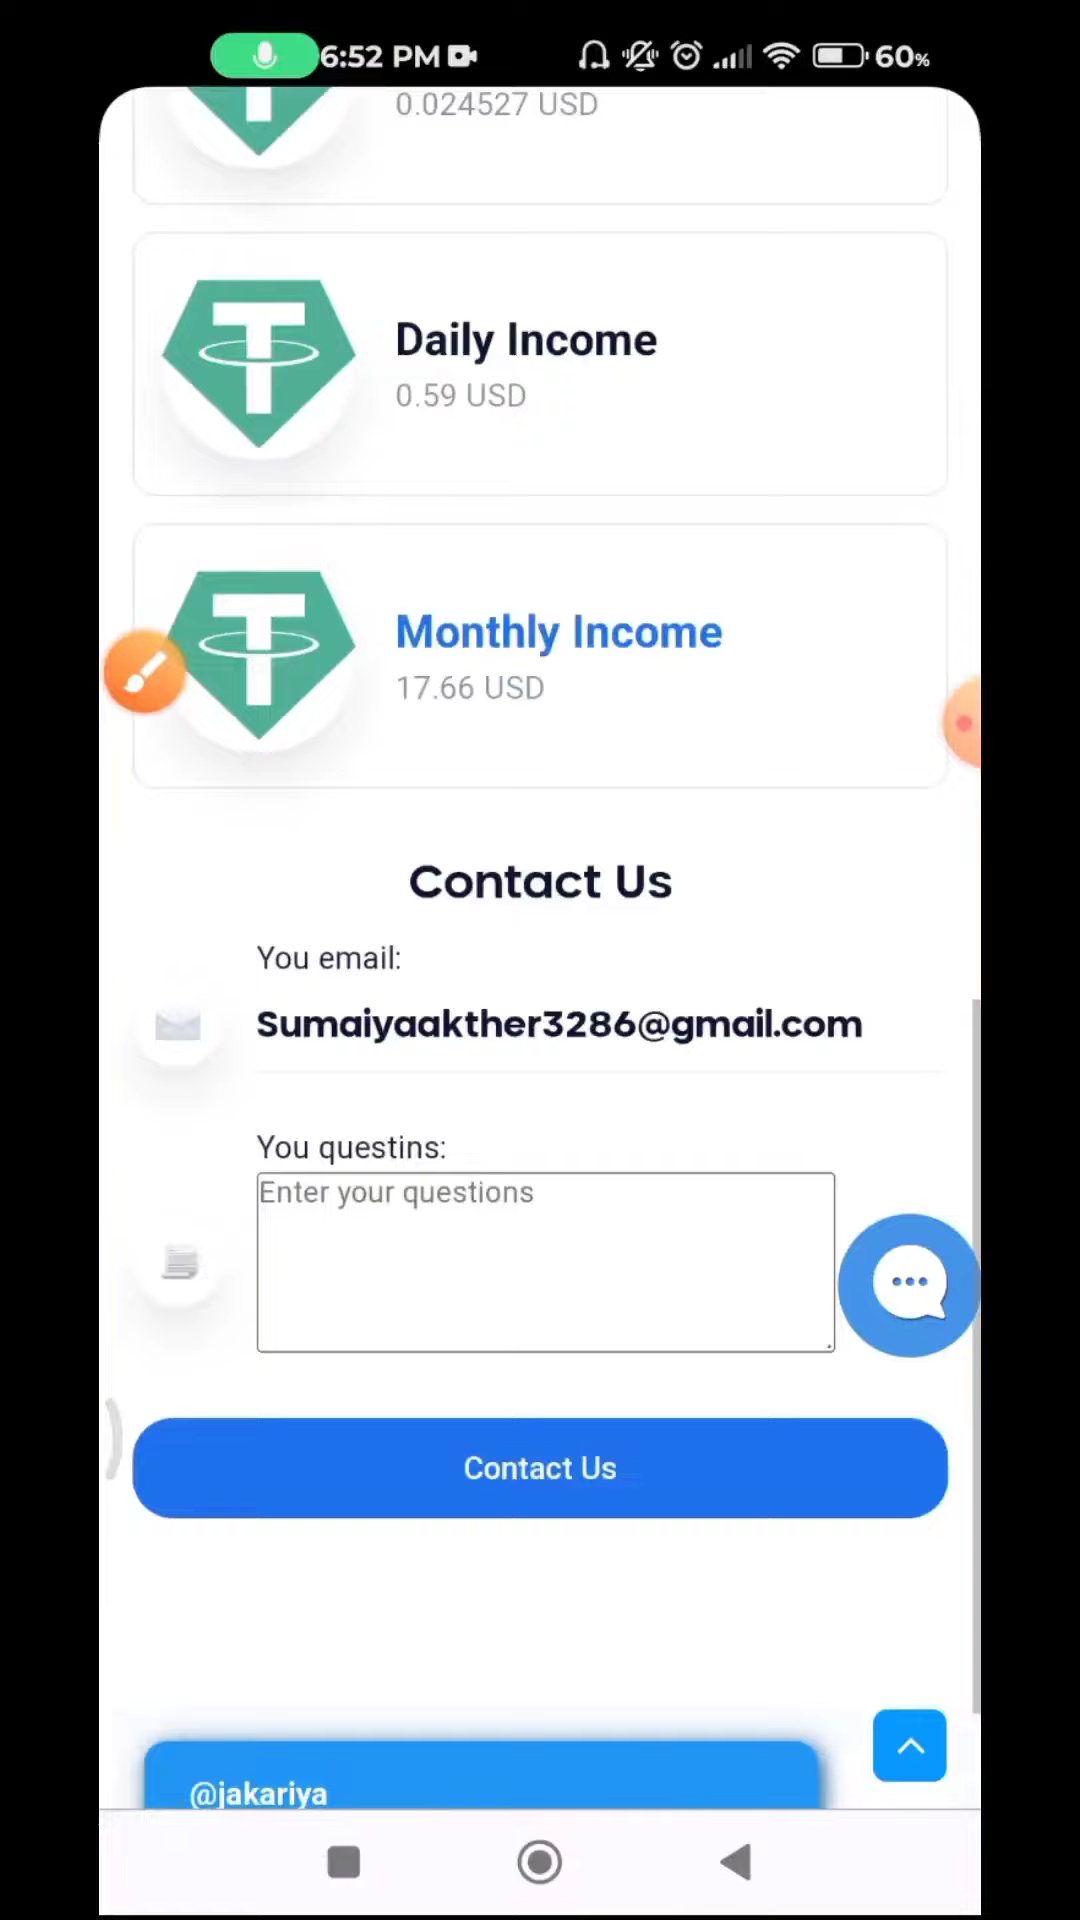 6:52 PM
60%
0.024527 USD
Daily Income
0.59 USD
Monthly Income
17.66 USD
Contact Us
You email:
Sumaiyaakther3286@gmail.com
You questins:
Enter your questions
Contact Us
@jakariya